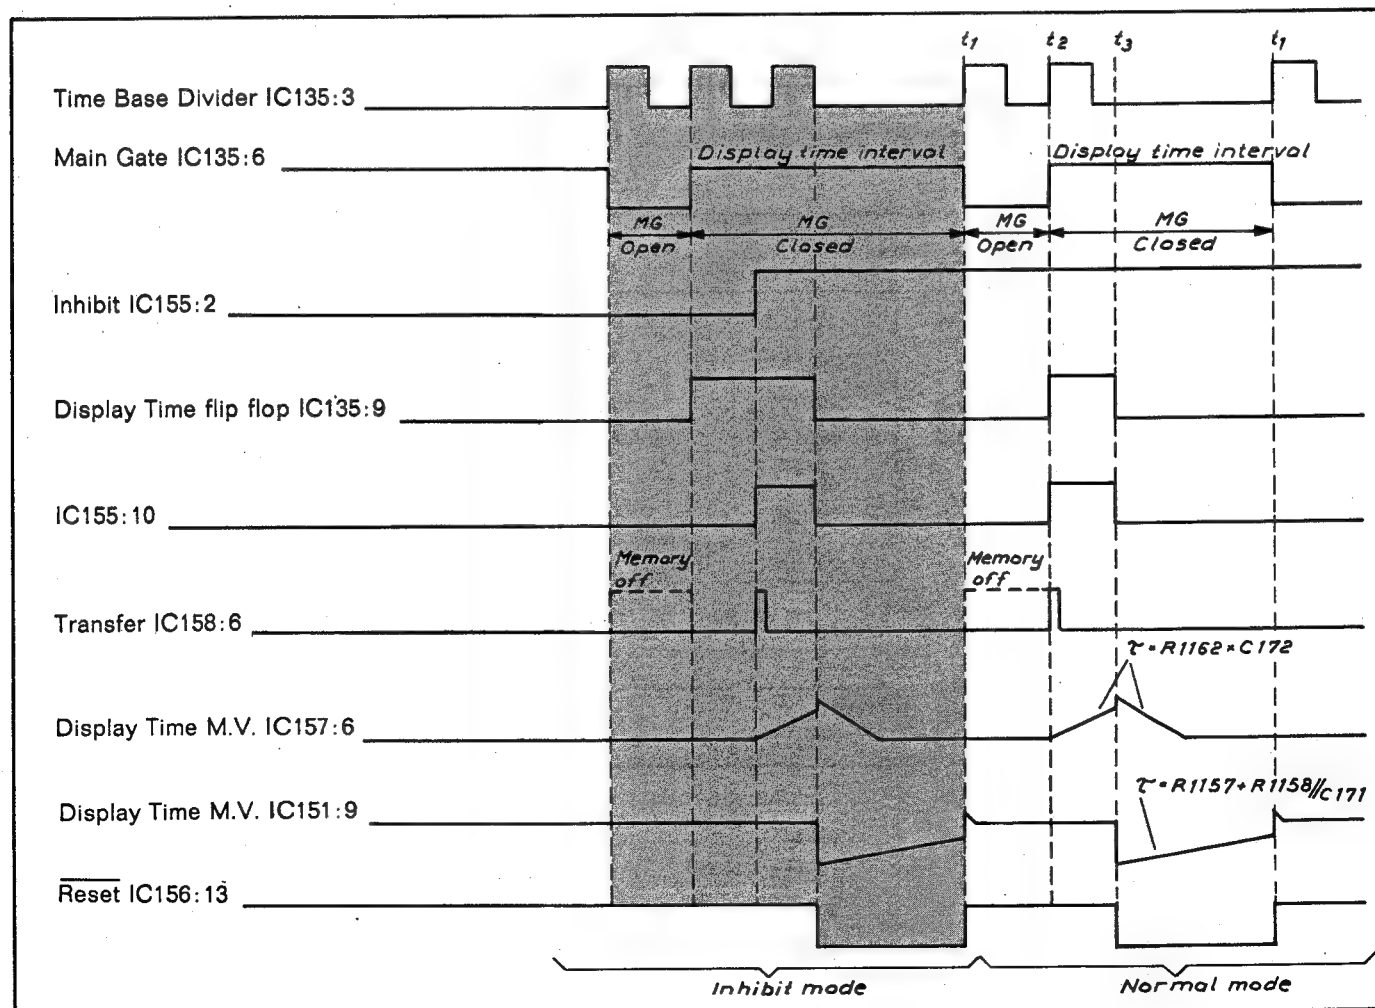 t1 t2 t3 t1
Time Base Divider IC135:3
Main Gate IC135:6
Display time interval
Display time interval
MG
Open
MG
Closed
MG
Open
MG
Closed
Inhibit IC155:2
Display Time flip flop IC135:9
IC155:10
Memory
off
Memory
off
Transfer IC158:6
τ=R1162×C172
Display Time M.V. IC157:6
τ=R1157+R1158//C171
Display Time M.V. IC151:9
Reset IC156:13
Inhibit mode
Normal mode